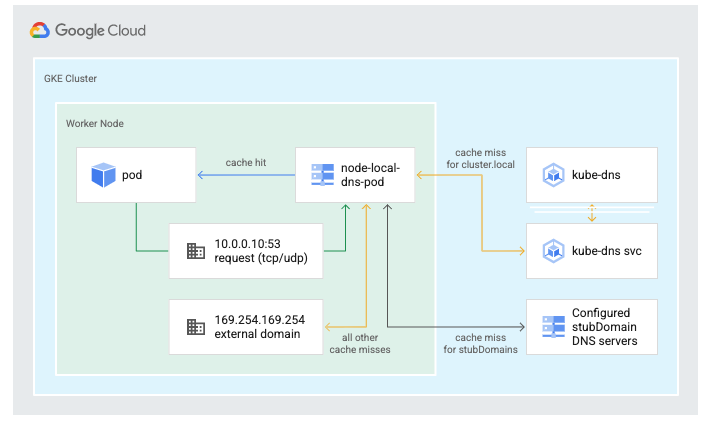 Google Cloud
GKE Cluster
Worker Node
pod
cache hit
node-local-
dns-pod
cache miss
for cluster.local
kube-dns
10.0.0.10:53
request (tcp/udp)
kube-dns svc
169.254.169.254
external domain
all other
cache misses
cache miss
for stubDomains
Configured
stubDomain
DNS servers